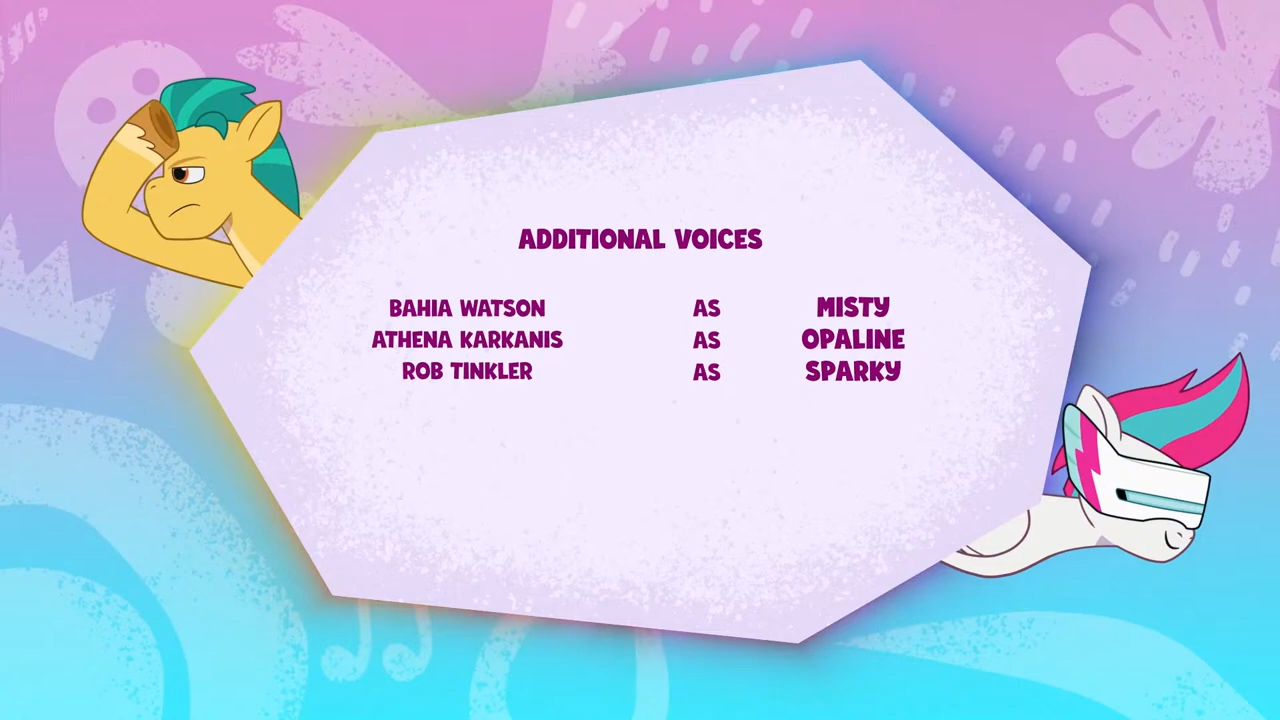 ADDITIONAL VOICES
BAHIA WATSON AS MISTY
ATHENA KARKANIS AS OPALINE
ROB TINKLER AS SPARKY